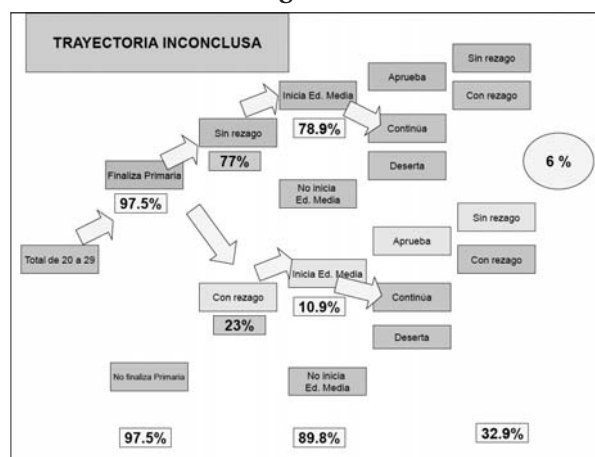 TRAYECTORIA INCONCLUSA
Sin rezago
Aprueba
Inicia Ed. Media
Con rezago
78.9%
Sin rezago
Continúa
77%
Deserta
6 %
Finaliza Primaria
97.5%
No inicia
Ed. Media
Sin rezago
Aprueba
Total de 20 a 29
Inicia Ed. Media
Con rezago
Con rezago
10.9%
Continúa
23%
Deserta
No finaliza Primaria
No inicia
Ed. Media
97.5%
89.8%
32.9%